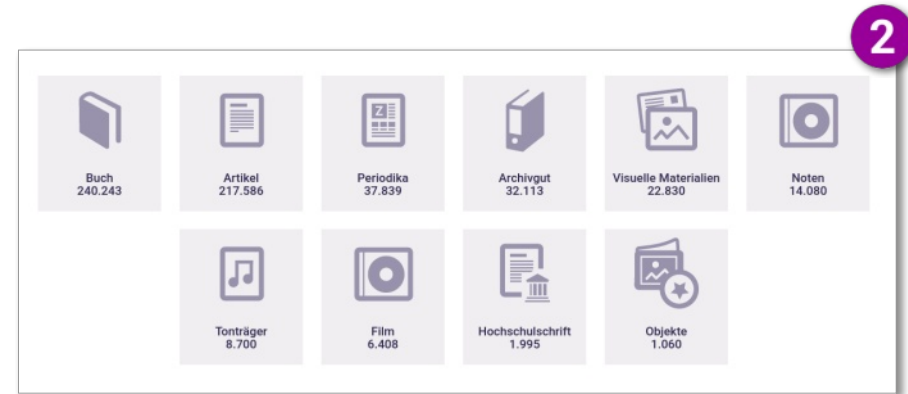 2
Z
Buch
240.243
Artikel
217.586
Periodika
37.839
Archivgut
32.113
Visuelle Materialien
22.830
Noten
14.080
Tonträger
8.700
Film
6.408
Hochschulschrift
1.995
Objekte
1.060